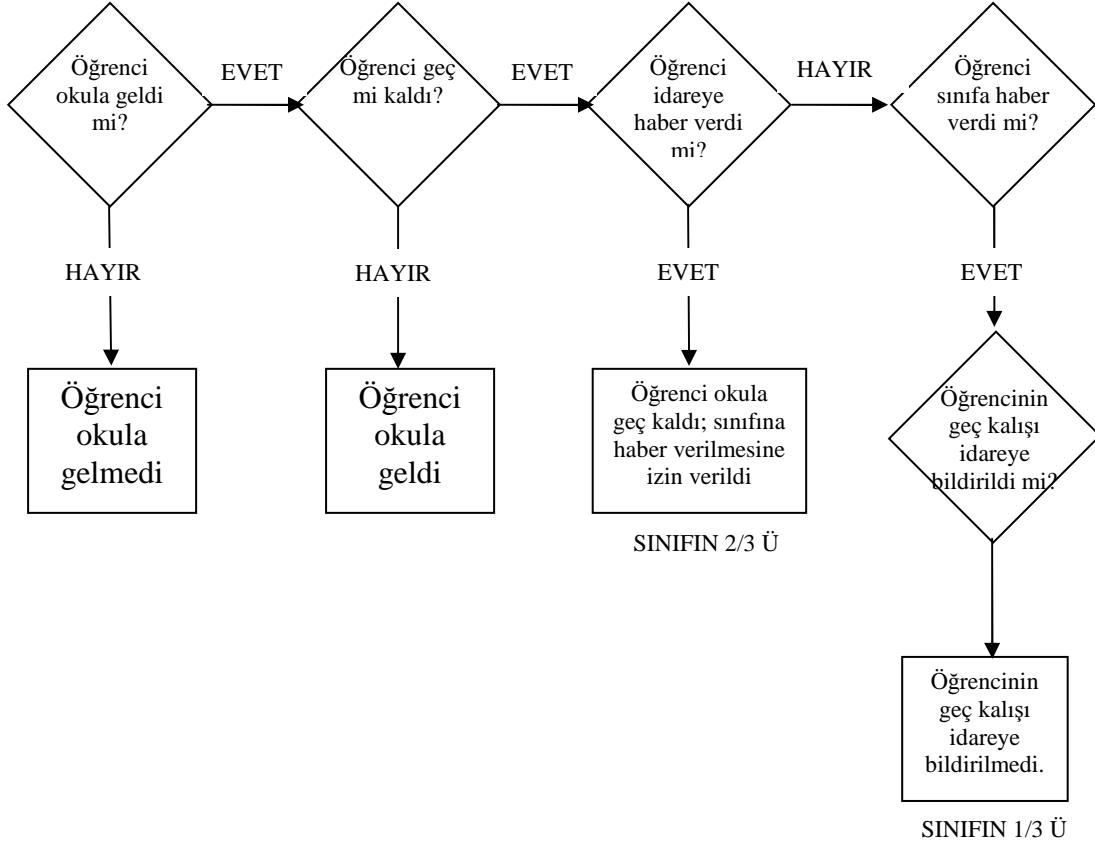 Öğrenci
okula geldi
mi?
EVET
Öğrenci geç
mi kaldı?
EVET
Öğrenci
idareye
haber verdi
mi?
HAYIR
Öğrenci
sınıfa haber
verdi mi?
HAYIR
HAYIR
EVET
EVET
Öğrenci
okula
gelmedi
Öğrenci
okula
geldi
Öğrenci okula
geç kaldı; sınıfına
haber verilmesine
izin verildi
SINIFIN 2/3 Ü
Öğrencinin
geç kalışı
idareye
bildirildi mi?
Öğrencinin
geç kalışı
idareye
bildirilmedi.
SINIFIN 1/3 Ü